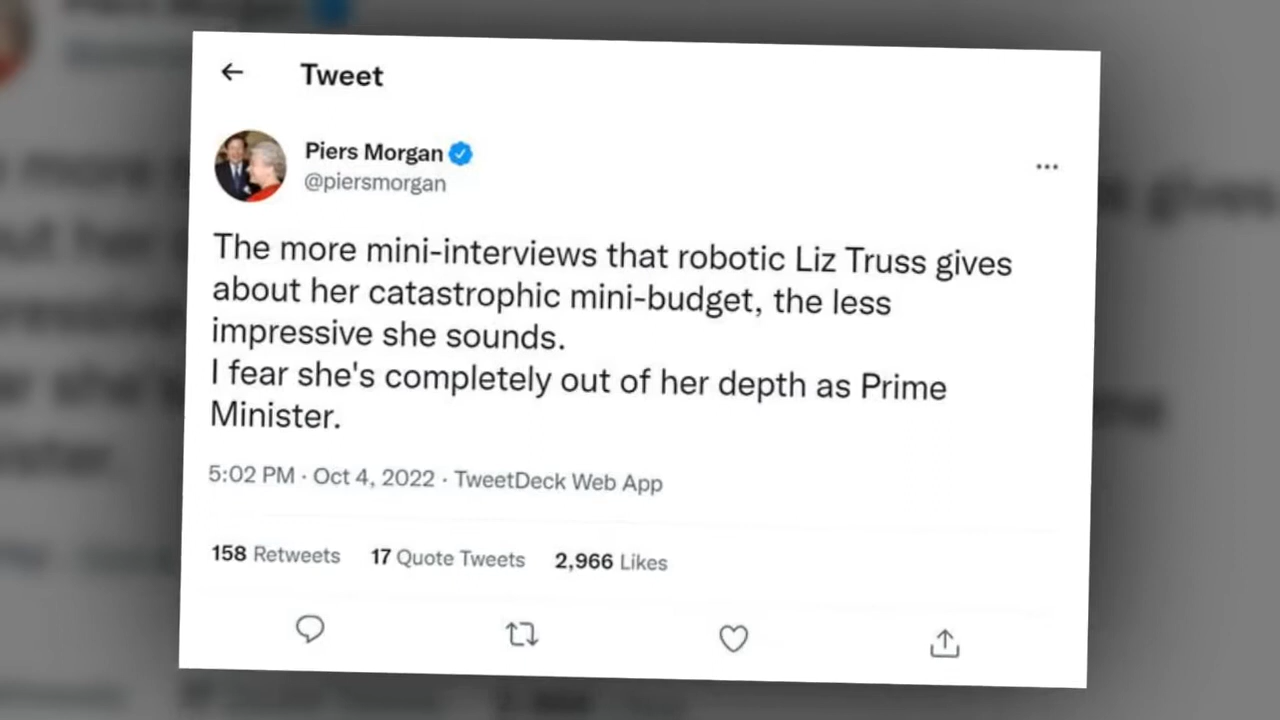 Tweet
Piers Morgan
@piersmorgan
The more mini-interviews that robotic Liz Truss gives
about her catastrophic mini-budget, the less
impressive she sounds.
I fear she's completely out of her depth as Prime
Minister.
5:02 PM · Oct 4, 2022 · TweetDeck Web App
158 Retweets 17 Quote Tweets 2,966 Likes